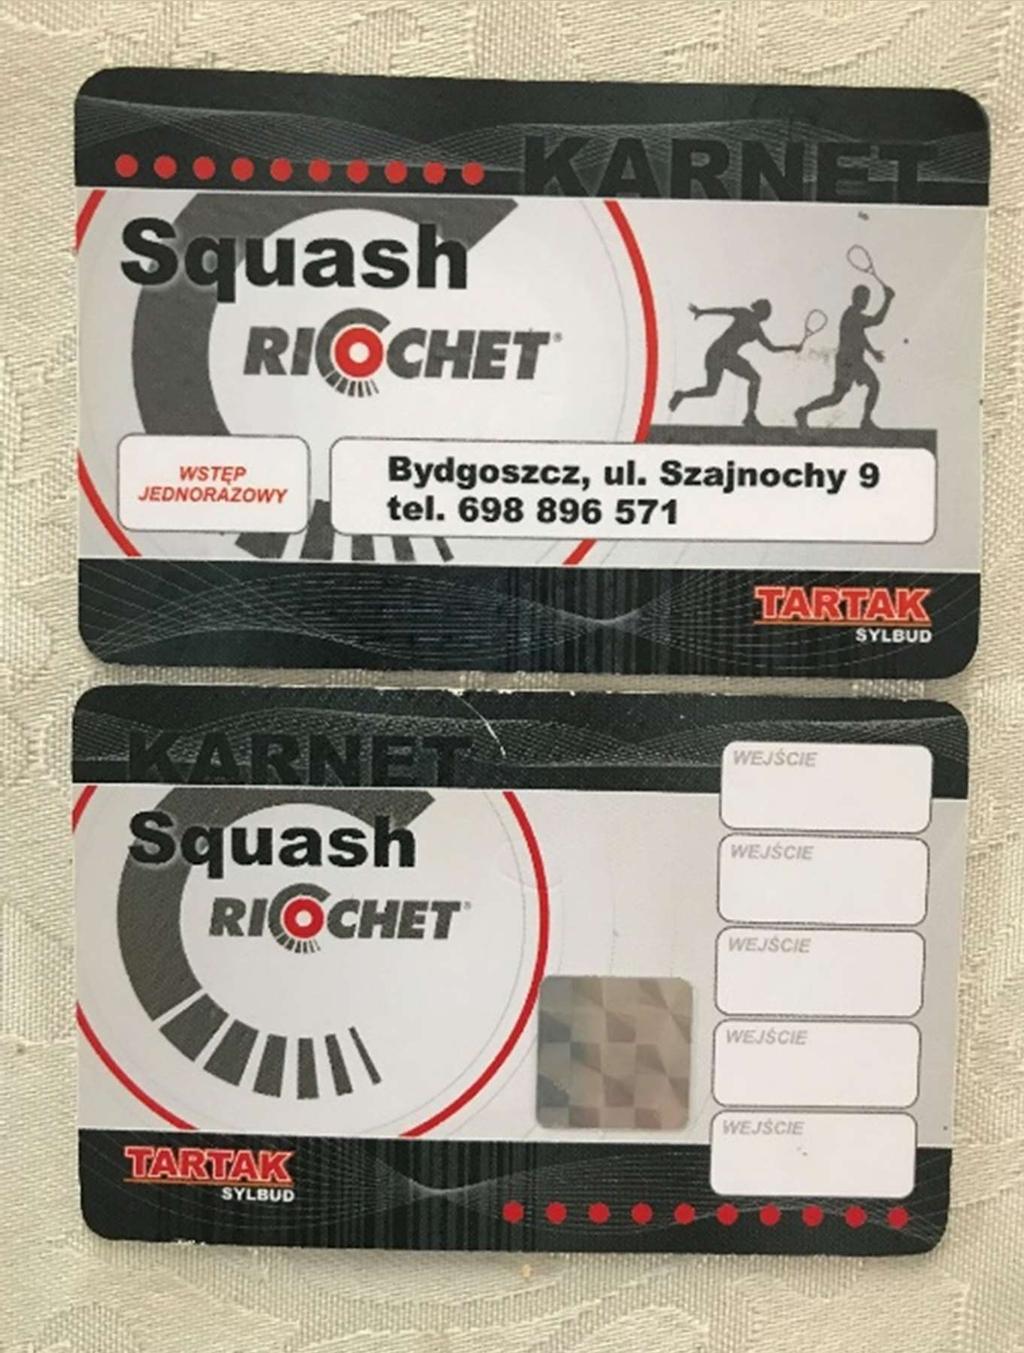 KARNET
Squash
RICOCHET®
WSTĘP
JEDNORAZOWY
Bydgoszcz, ul. Szajnochy 9
tel. 698 896 571
TARTAK
SYLBUD
KARNET
Squash
RICOCHET®
WEJŚCIE
WEJŚCIE
WEJŚCIE
WEJŚCIE
WEJŚCIE
TARTAK
SYLBUD